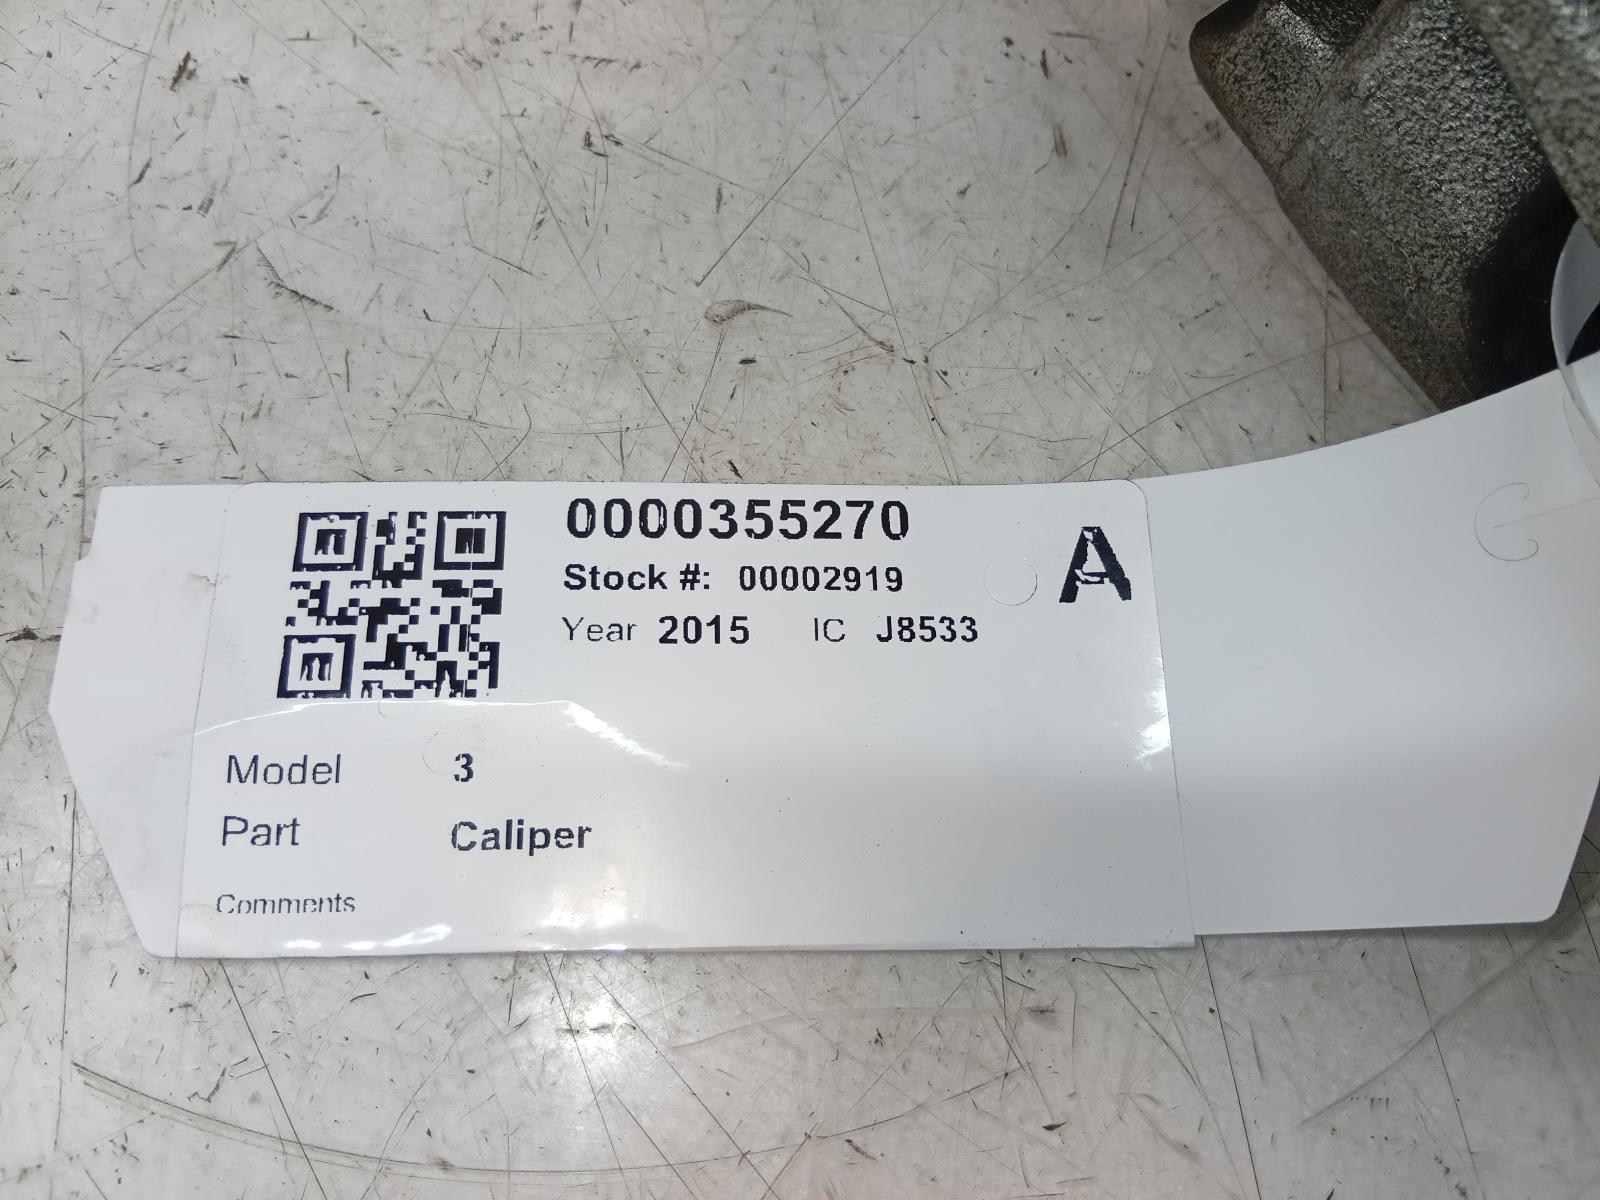 0000355270
Stock #: 00002919
A
Year 2015 IC J8533
Model 3
Part Caliper
Comments